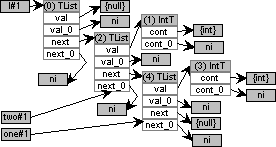 l#1
(0) TList
val
val_0
next
next_0
{null}
ni
ni
(2) TList
val
val_0
next
next_0
(1) IntT
cont
cont_0
{int}
ni
ni
(4) TList
val
val_0
next
next_0
(3) IntT
cont
cont_0
{int}
ni
ni
{null}
ni
two#1
one#1